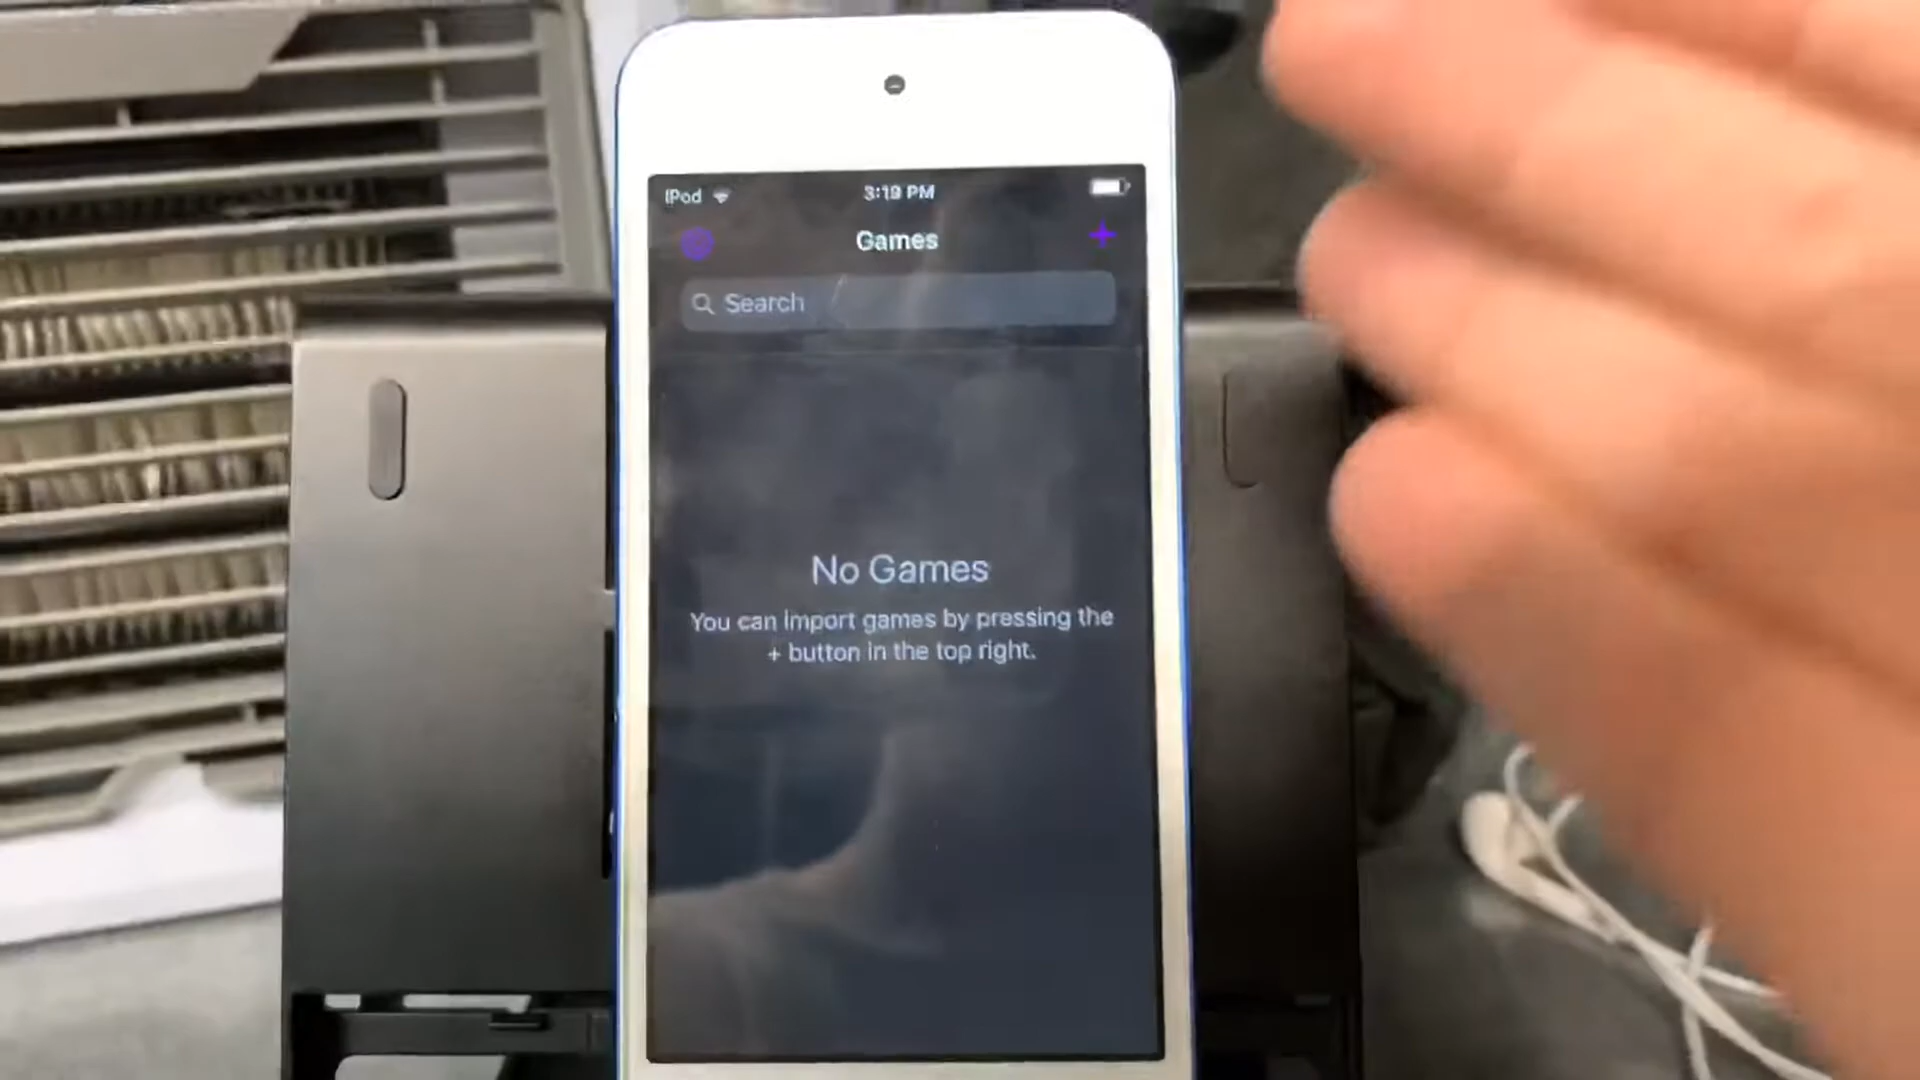 iPod 3:19 PM
Games +
Search
No Games
You can import games by pressing the
+ button in the top right.